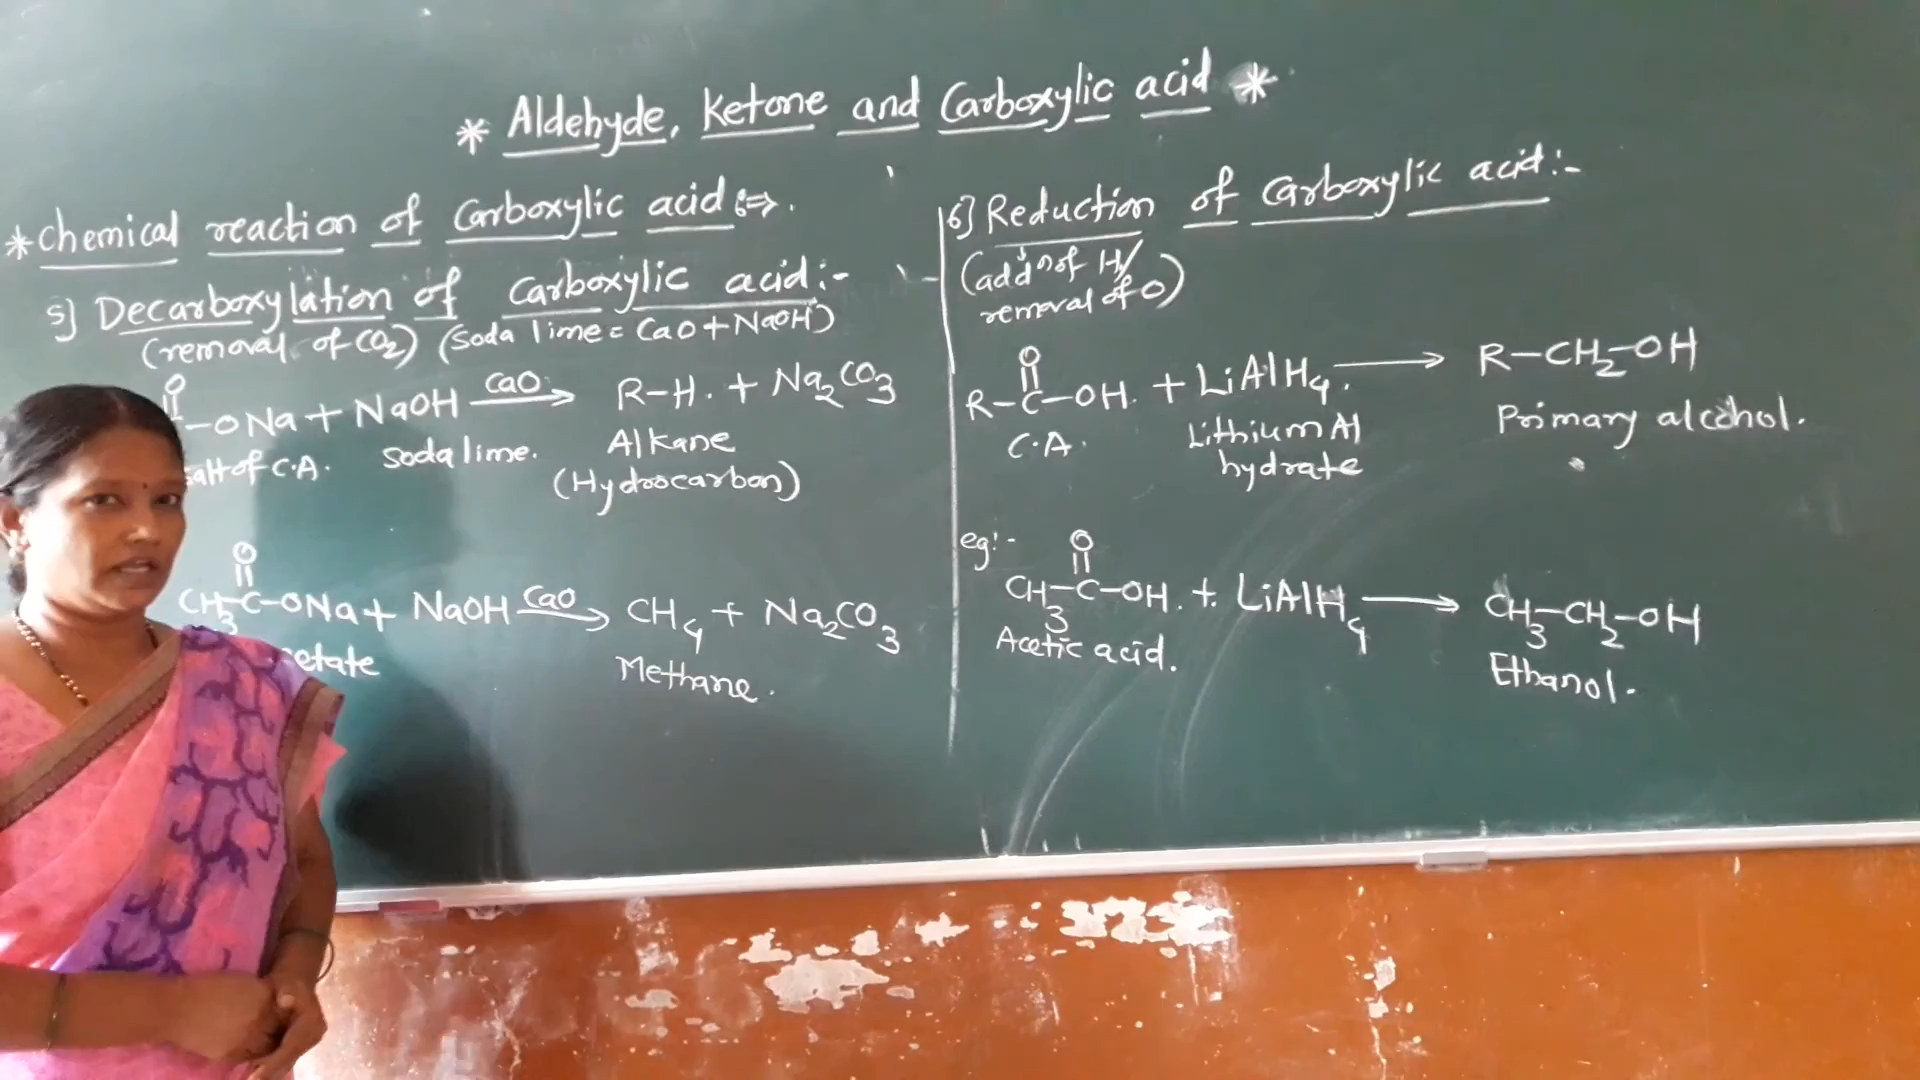 * Aldehyde, Ketone and Carboxylic acid *
* Chemical reaction of Carboxylic acid :⇒.
5] Decarboxylation of carboxylic acid:-
(removal of CO₂) (Soda lime = CaO + NaOH)
O
||
-ONa + NaOH CaO → R-H. + Na₂CO₃
salt of C.A. Soda lime. Alkane
(Hydrocarbon)
O
||
CH₃-C-ONa + NaOH CaO → CH₄ + Na₂CO₃
etate Methane.
6] Reduction of Carboxylic acid:-
(addⁿ of H/
removal of O)
O
||
R-C-OH. + LiAlH₄. → R-CH₂-OH
C.A. Lithium Al Primary alcohol.
hydrate
eg:- O
||
CH₃-C-OH. + LiAlH₄ → CH₃-CH₂-OH
Acetic acid. Ethanol.